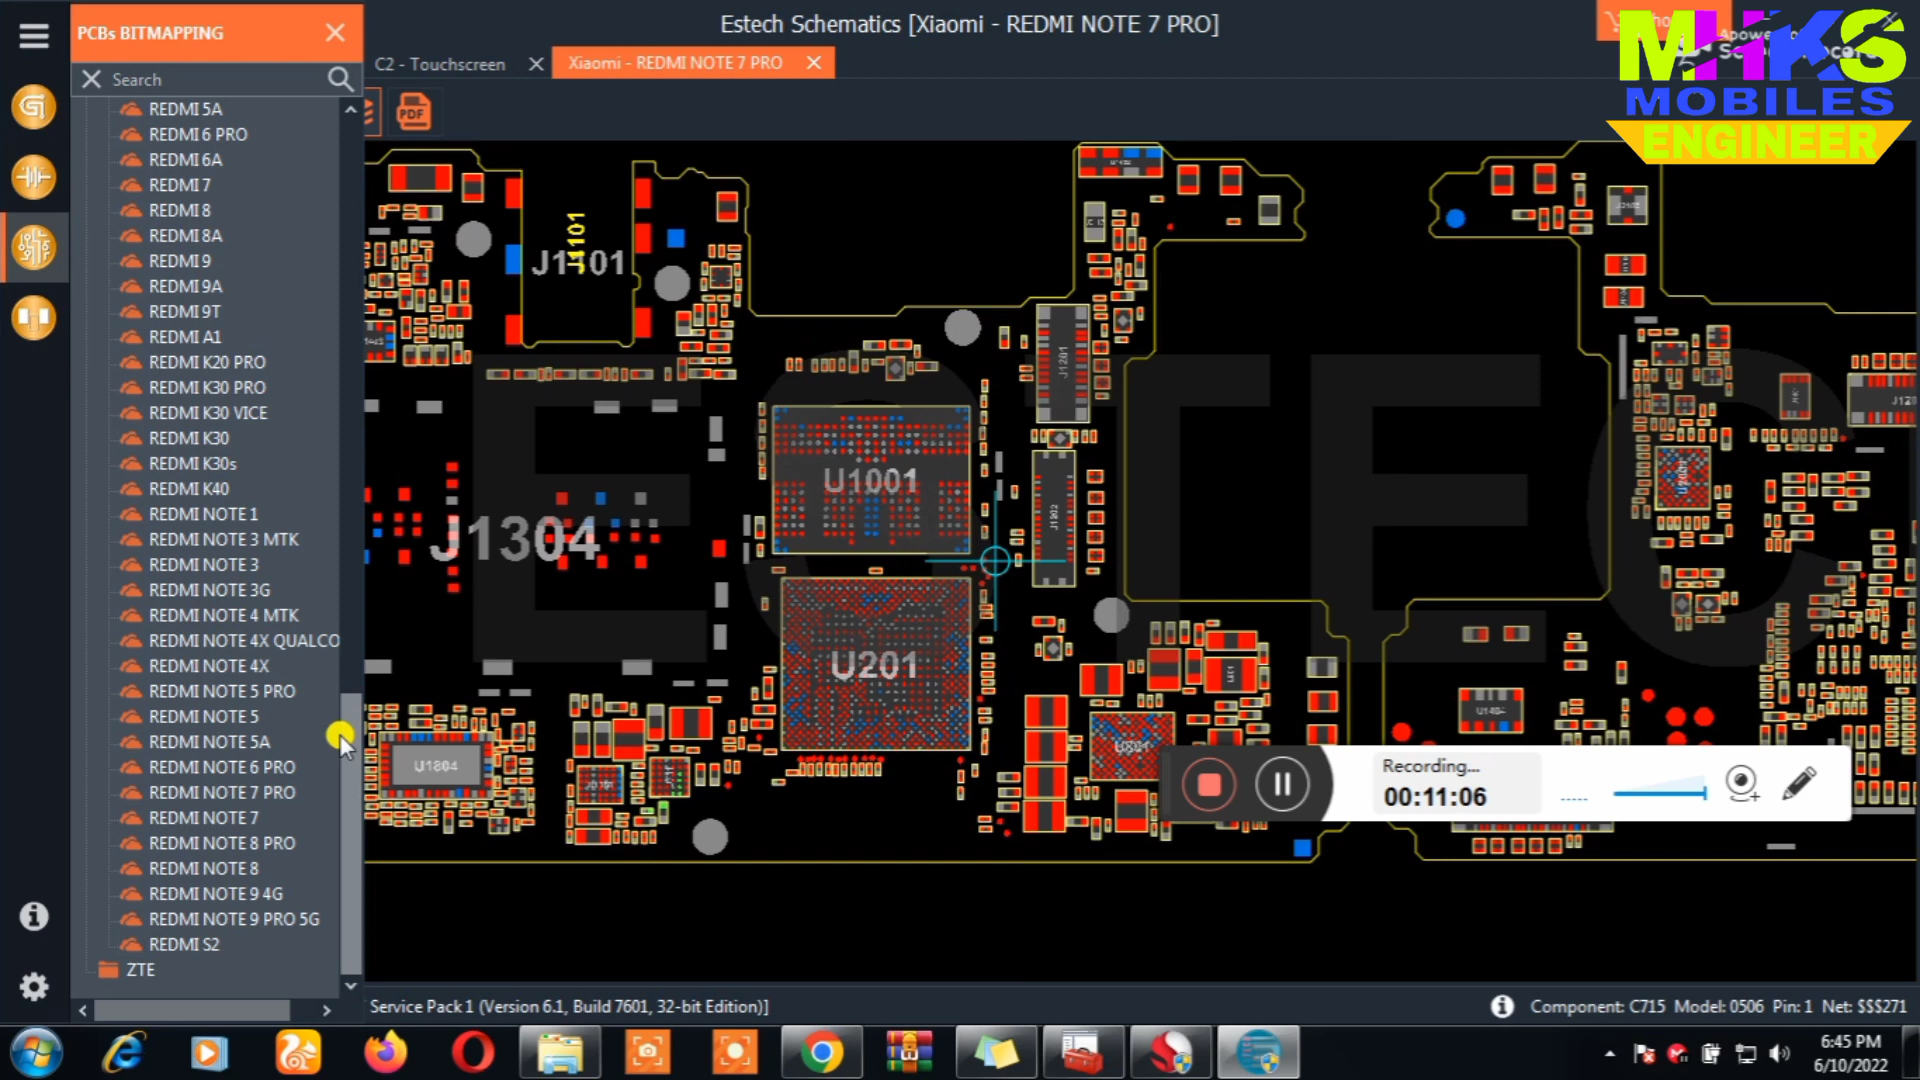 Estech Schematics [Xiaomi - REDMI NOTE 7 PRO]
PCBs BITMAPPING
Search
C2 - Touchscreen
Xiaomi - REDMI NOTE 7 PRO
PDF
MHKS
MOBILES
ENGINEER
REDMI 5A
REDMI 6 PRO
REDMI 6A
REDMI 7
REDMI 8
REDMI 8A
REDMI 9
REDMI 9A
REDMI 9T
REDMI A1
REDMI K20 PRO
REDMI K30 PRO
REDMI K30 VICE
REDMI K30
REDMI K30s
REDMI K40
REDMI NOTE 1
REDMI NOTE 3 MTK
REDMI NOTE 3
REDMI NOTE 3G
REDMI NOTE 4 MTK
REDMI NOTE 4X QUALCO
REDMI NOTE 4X
REDMI NOTE 5 PRO
REDMI NOTE 5
REDMI NOTE 5A
REDMI NOTE 6 PRO
REDMI NOTE 7 PRO
REDMI NOTE 7
REDMI NOTE 8 PRO
REDMI NOTE 8
REDMI NOTE 9 4G
REDMI NOTE 9 PRO 5G
REDMI S2
ZTE
J1101
J1101
J1201
U1001
J1304
J1202
U201
U1804
U1404
Recording...
00:11:06
Service Pack 1 (Version 6.1, Build 7601, 32-bit Edition)]
Component: C715 Model: 0506 Pin: 1 Net: $$$271
6:45 PM
6/10/2022